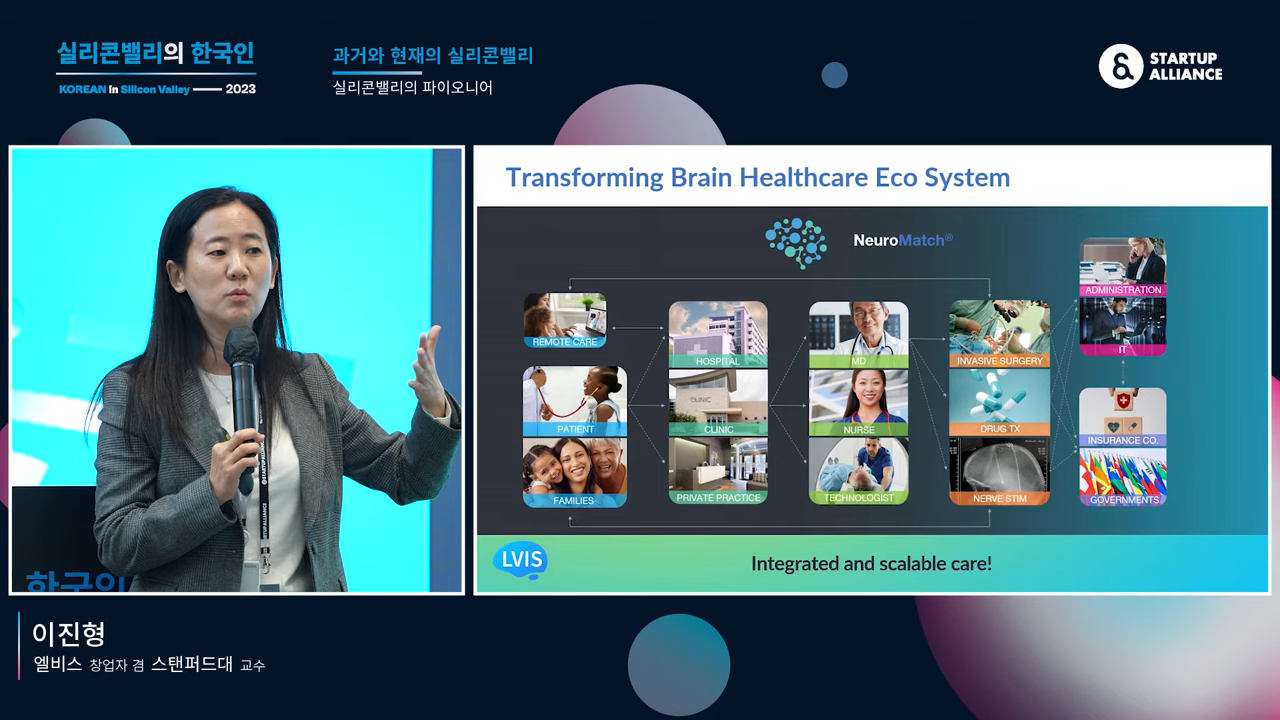 실리콘밸리의 한국인
KOREAN in Silicon Valley 2023
과거와 현재의 실리콘밸리
실리콘밸리의 파이오니어
STARTUP
ALLIANCE
Transforming Brain Healthcare Eco System
NeuroMatch®
REMOTE CARE
PATIENT
FAMILIES
HOSPITAL
CLINIC
CLINIC
PRIVATE PRACTICE
MD
NURSE
TECHNOLOGIST
INVASIVE SURGERY
DRUG TX
NERVE STIM
ADMINISTRATION
IT
INSURANCE CO.
GOVERNMENTS
LVIS
Integrated and scalable care!
한국인
이진형
엘비스 창업자 겸 스탠퍼드대 교수